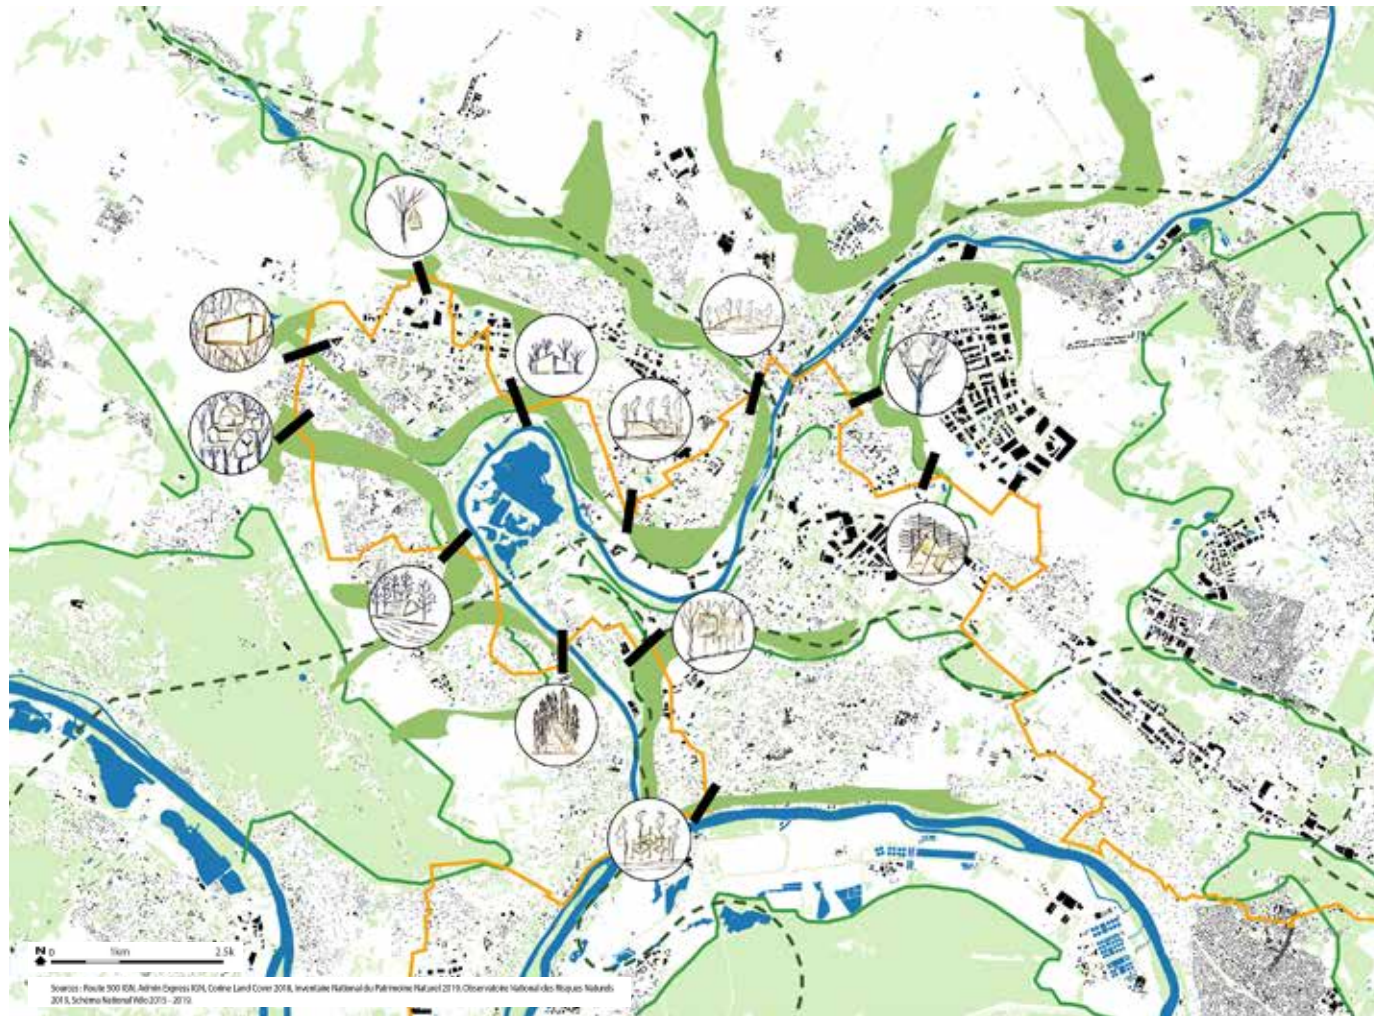 N 0 1km 2.5k
Sources : Route 500 IGN, Admin Express IGN, Corine Land Cover 2018, Inventaire National du Patrimoine Naturel 2019, Observatoire National des Risques Naturels
2013, Schéma National Vélo 2015 - 2019.